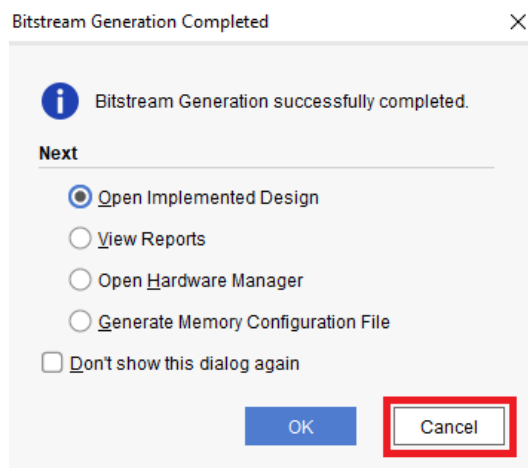 Bitstream Generation Completed
Bitstream Generation successfully completed.
Next
Open Implemented Design
View Reports
Open Hardware Manager
Generate Memory Configuration File
Don't show this dialog again
OK
Cancel